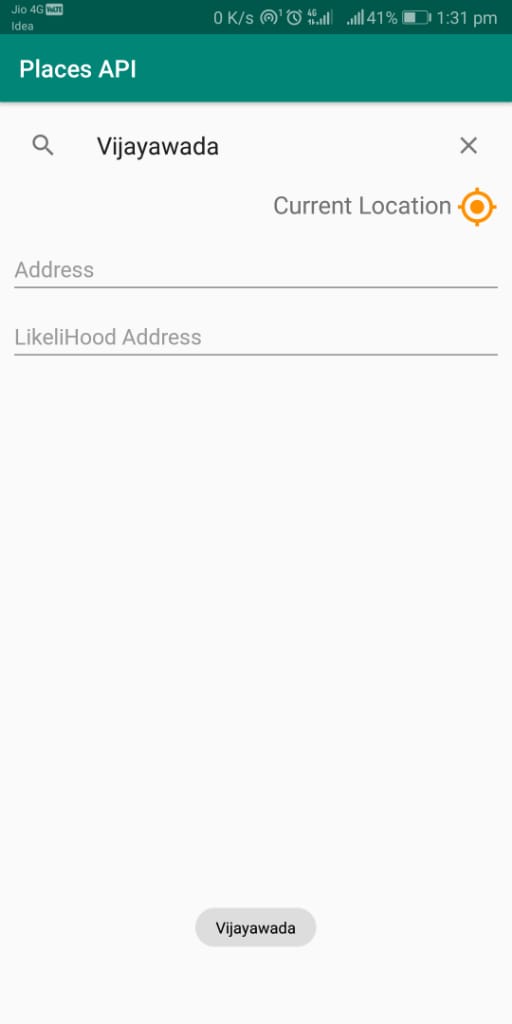 Jio 4G VoLTE
Idea
0 K/s 1 4G 41% 1:31 pm
Places API
Vijayawada
Current Location
Address
LikeliHood Address
Vijayawada